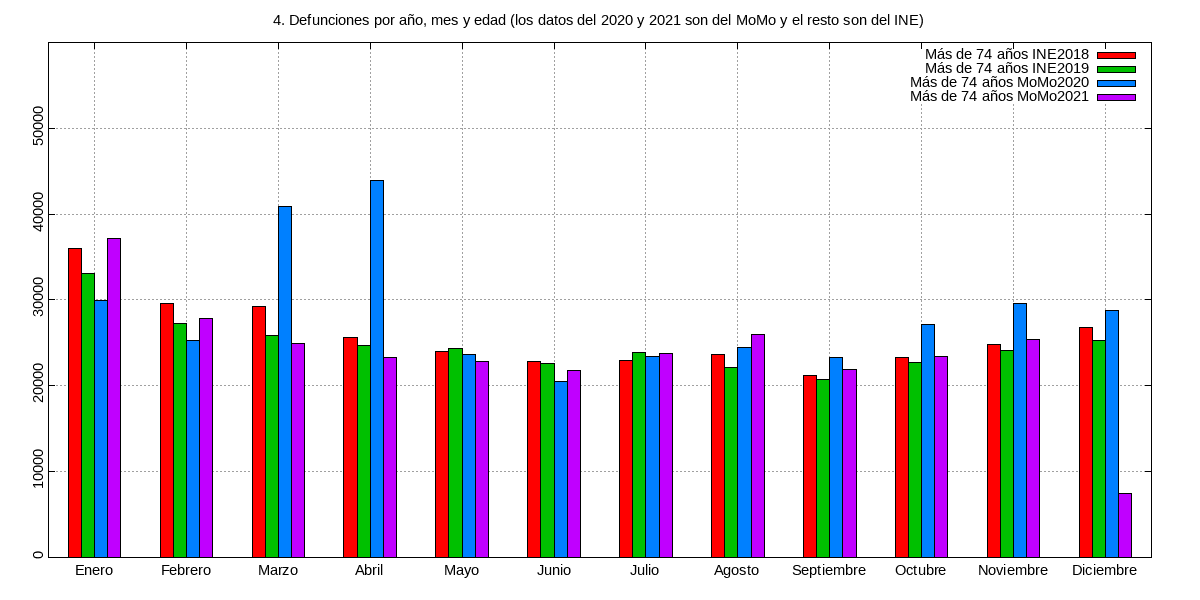 4. Defunciones por año, mes y edad (los datos del 2020 y 2021 son del MoMo y el resto son del INE)
Más de 74 años INE2018
Más de 74 años INE2019
Más de 74 años MoMo2020
Más de 74 años MoMo2021
50000
40000
30000
20000
10000
0
Enero Febrero Marzo Abril Mayo Junio Julio Agosto Septiembre Octubre Noviembre Diciembre